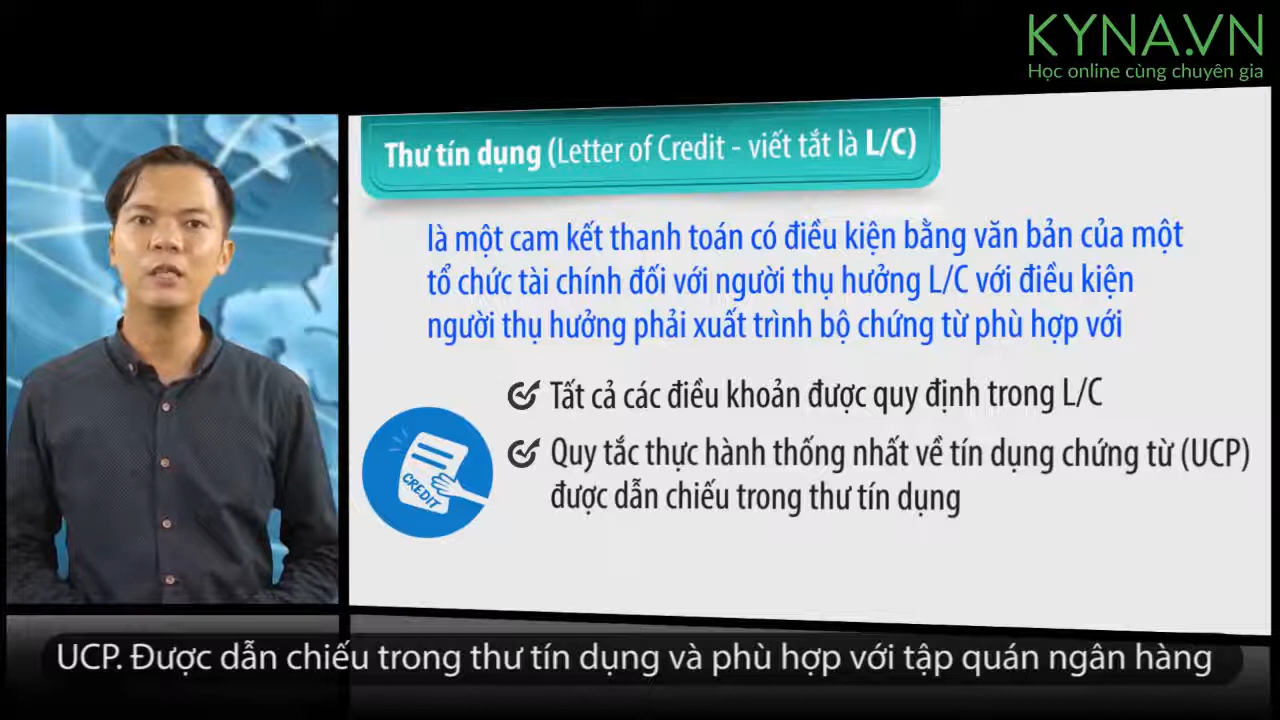 KYNA.VN
Học online cùng chuyên gia
Thư tín dụng (Letter of Credit - viết tắt là L/C)
là một cam kết thanh toán có điều kiện bằng văn bản của một
tổ chức tài chính đối với người thụ hưởng L/C với điều kiện
người thụ hưởng phải xuất trình bộ chứng từ phù hợp với
Tất cả các điều khoản được quy định trong L/C
Quy tắc thực hành thống nhất về tín dụng chứng từ (UCP)
được dẫn chiếu trong thư tín dụng
CREDIT
UCP. Được dẫn chiếu trong thư tín dụng và phù hợp với tập quán ngân hàng